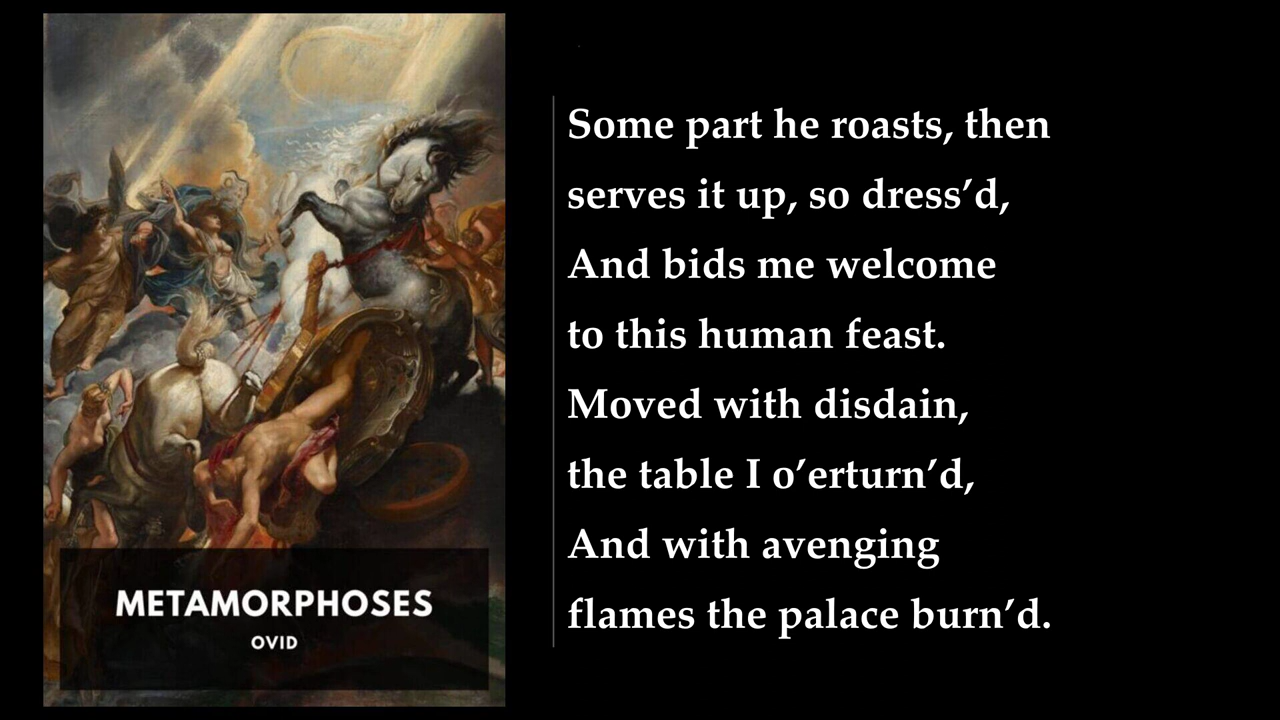 METAMORPHOSES
OVID
Some part he roasts, then
serves it up, so dress’d,
And bids me welcome
to this human feast.
Moved with disdain,
the table I o’erturn’d,
And with avenging
flames the palace burn’d.